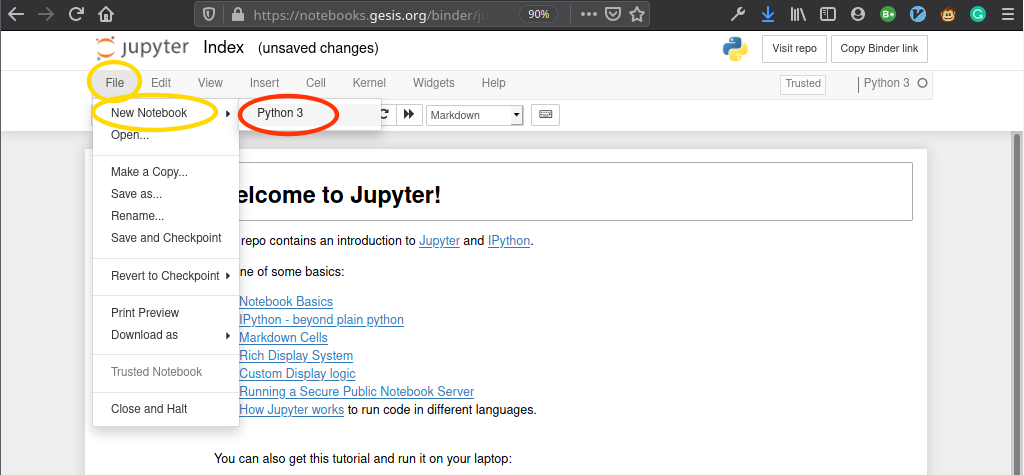 https://notebooks.gesis.org/binder/ju
90%
jupyter Index (unsaved changes)
Visit repo
Copy Binder link
File Edit View Insert Cell Kernel Widgets Help
Trusted
Python 3
New Notebook
Python 3
Markdown
Open...
Make a Copy...
Save as...
Rename...
Save and Checkpoint
Revert to Checkpoint
Print Preview
Download as
Trusted Notebook
Close and Halt
elcome to Jupyter!
repo contains an introduction to Jupyter and IPython.
ne of some basics:
Notebook Basics
IPython - beyond plain python
Markdown Cells
Rich Display System
Custom Display logic
Running a Secure Public Notebook Server
How Jupyter works to run code in different languages.
You can also get this tutorial and run it on your laptop: